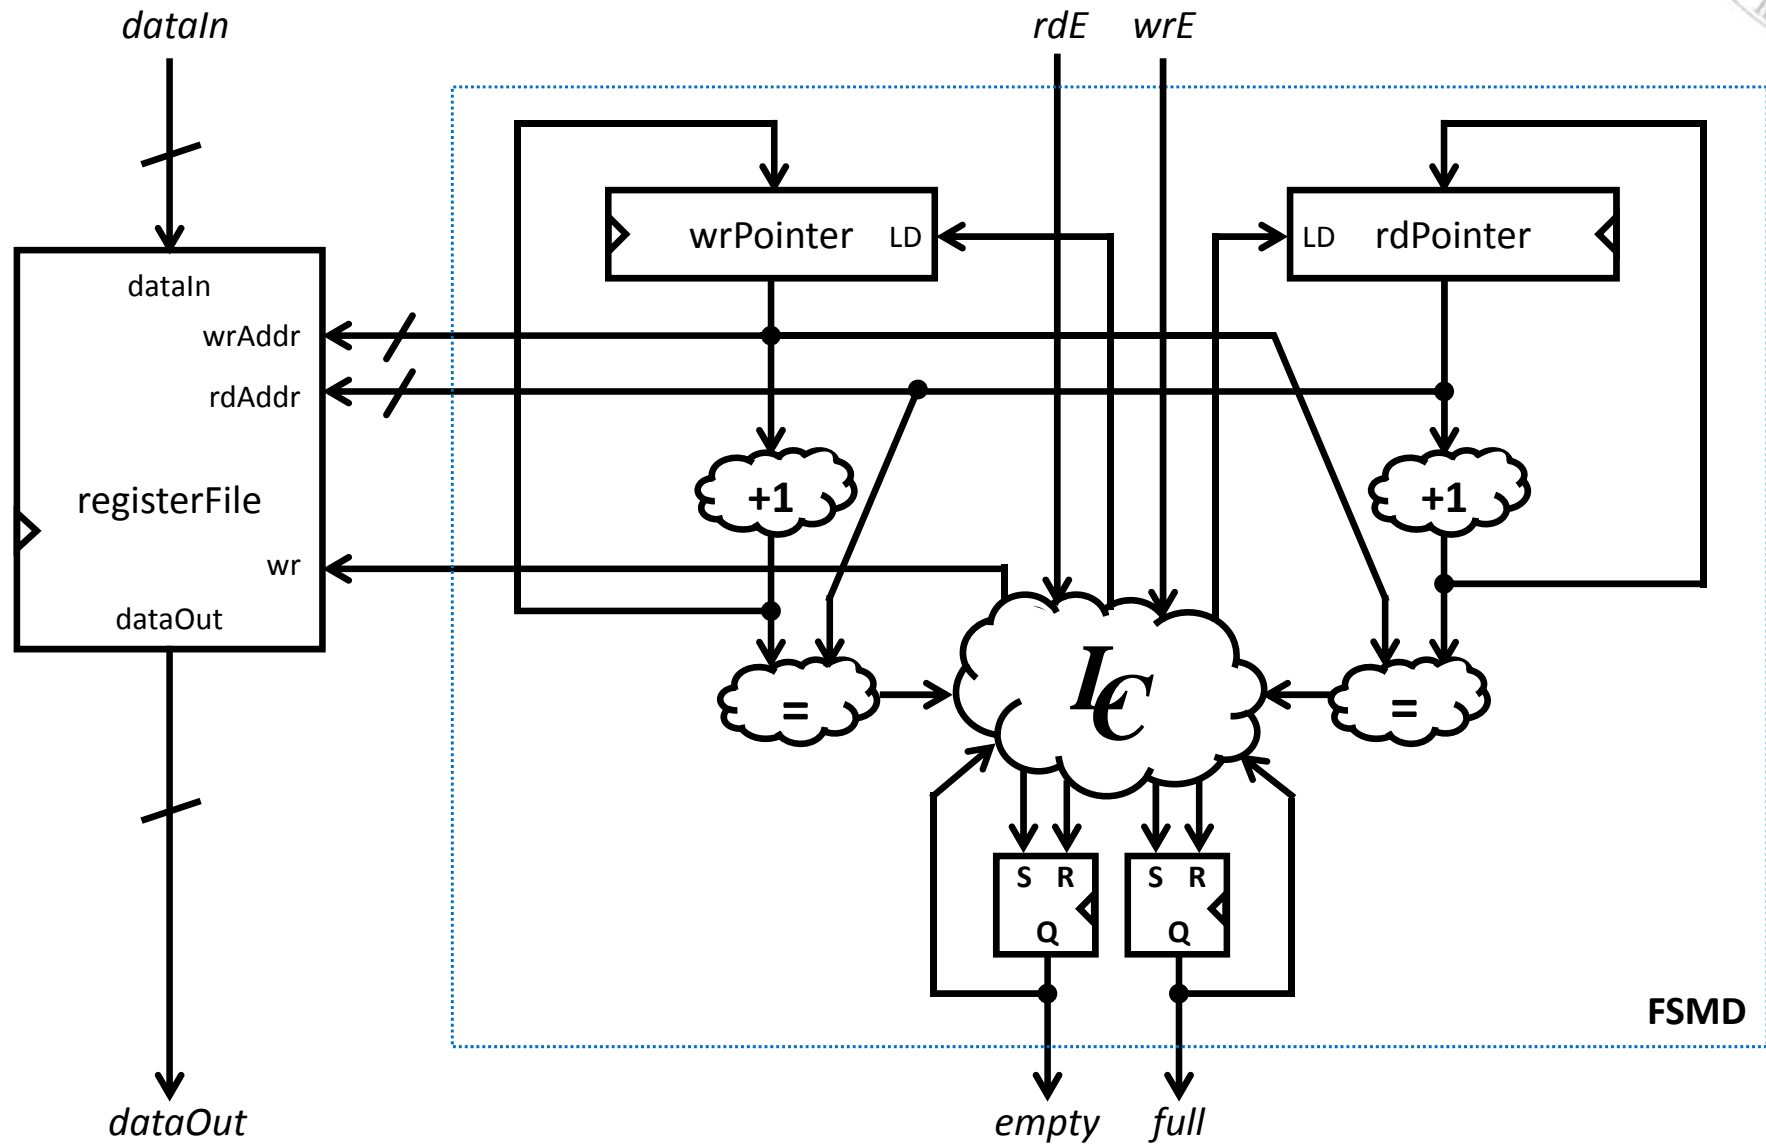 dataIn
rdE wrE
wrPointer LD
LD rdPointer
dataIn
wrAddr
rdAddr
registerFile
wr
dataOut
+1
+1
=
LC
=
S R
Q
S R
Q
FSMD
dataOut
empty full